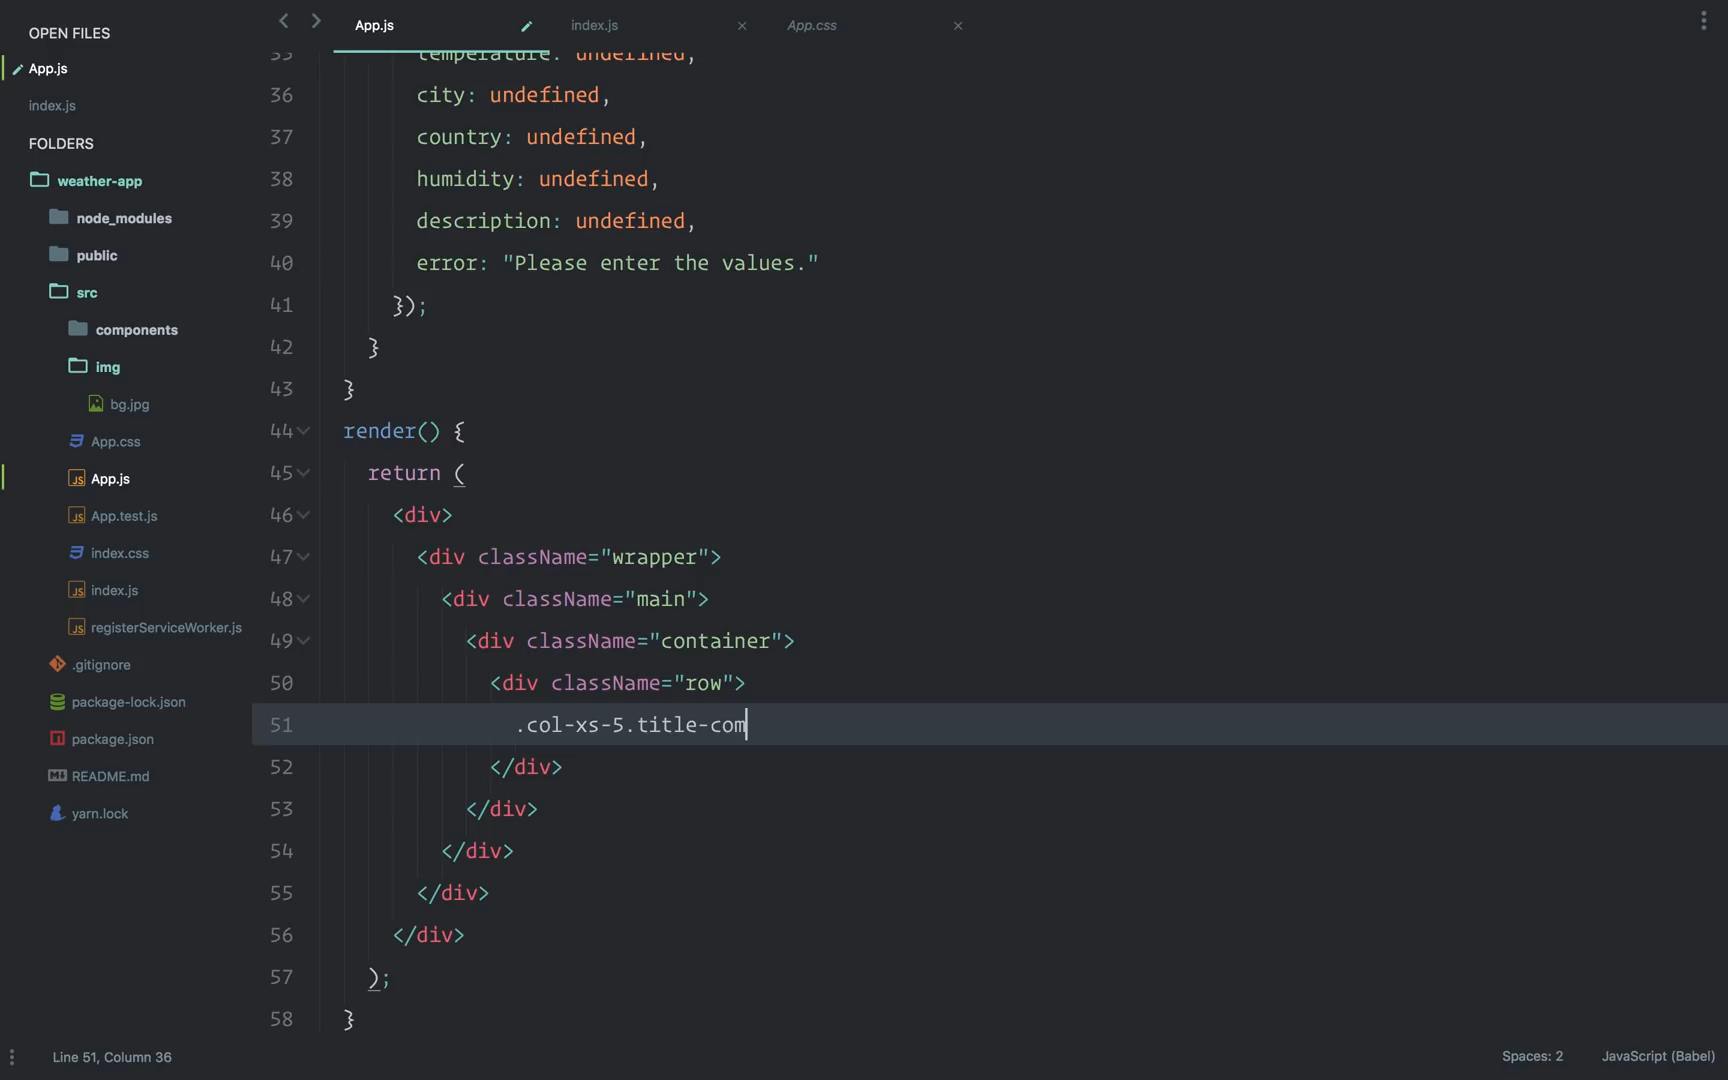 OPEN FILES
App.js
index.js
FOLDERS
weather-app
node_modules
public
src
components
img
bg.jpg
App.css
App.js
App.test.js
index.css
index.js
registerServiceWorker.js
.gitignore
package-lock.json
package.json
README.md
yarn.lock
App.js
index.js
App.css
35 temperature: undefined,
36 city: undefined,
37 country: undefined,
38 humidity: undefined,
39 description: undefined,
40 error: "Please enter the values."
41 });
42 }
43 }
44 render() {
45 return (
46 <div>
47 <div className="wrapper">
48 <div className="main">
49 <div className="container">
50 <div className="row">
51 .col-xs-5.title-com
52 </div>
53 </div>
54 </div>
55 </div>
56 </div>
57 );
58 }
Line 51, Column 36
Spaces: 2
JavaScript (Babel)